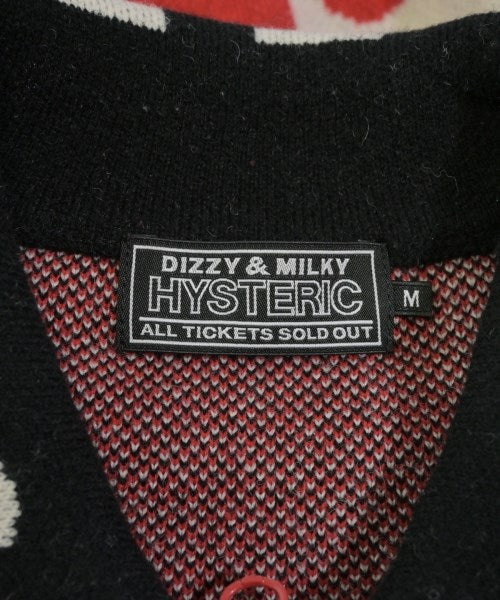 DIZZY & MILKY
HYSTERIC
ALL TICKETS SOLD OUT
M